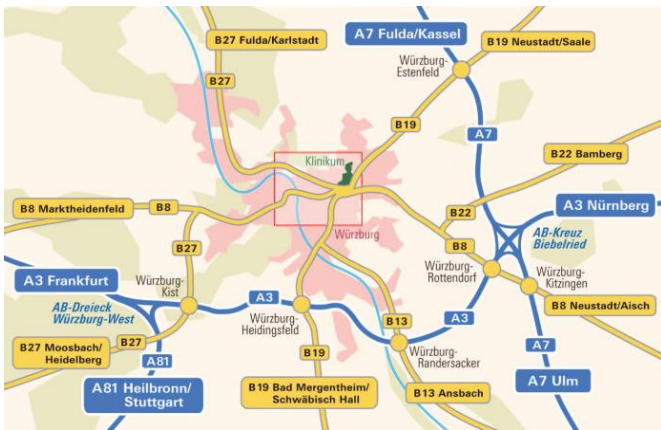 B27 Fulda/Karlstadt
A7 Fulda/Kassel
B19 Neustadt/Saale
Würzburg-
Estenfeld
B27
B19
A7
Klinikum
B22 Bamberg
B8 Marktheidenfeld
B8
A3 Nürnberg
B22
Würzburg
AB-Kreuz
Biebelried
B27
B8
A3 Frankfurt
Würzburg-
Kist
Würzburg-
Rottendorf
Würzburg-
Kitzingen
AB-Dreieck
Würzburg-West
A3
B8 Neustadt/Aisch
Würzburg-
Heidingsfeld
B13
A3
B27 Moosbach/
Heidelberg
B27
A81
B19
Würzburg-
Randersacker
A7
A81 Heilbronn/
Stuttgart
B19 Bad Mergentheim/
Schwäbisch Hall
B13 Ansbach
A7 Ulm